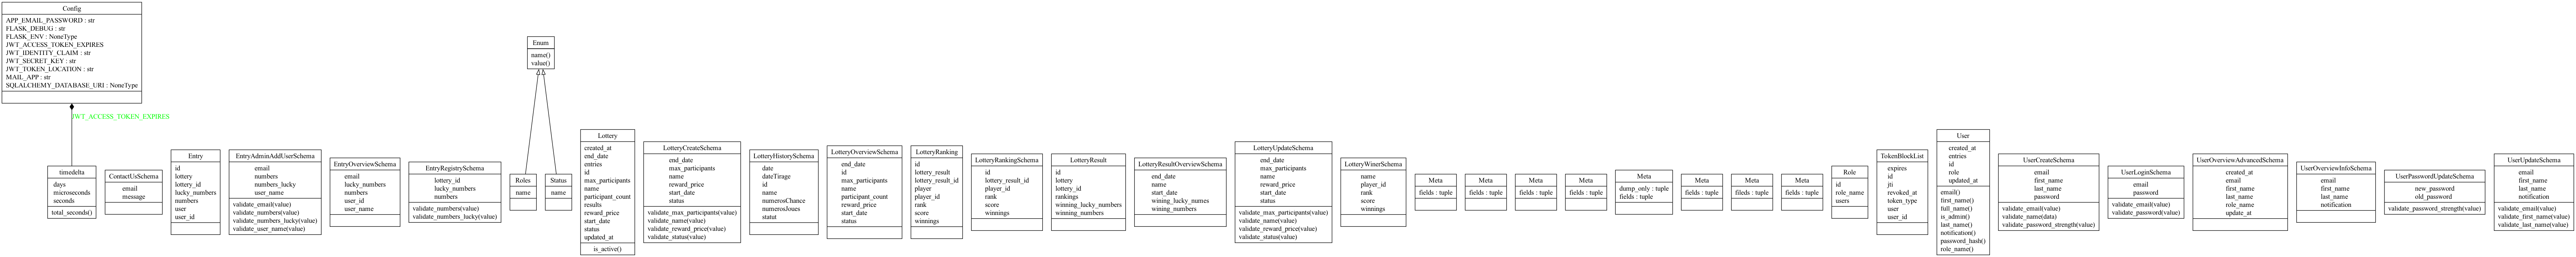 Config
APP_EMAIL_PASSWORD : str
FLASK_DEBUG : str
FLASK_ENV : NoneType
JWT_ACCESS_TOKEN_EXPIRES
JWT_IDENTITY_CLAIM : str
JWT_SECRET_KEY : str
JWT_TOKEN_LOCATION : str
MAIL_APP : str
SQLALCHEMY_DATABASE_URI : NoneType
JWT_ACCESS_TOKEN_EXPIRES
timedelta
days
microseconds
seconds
total_seconds()
ContactUsSchema
email
message
Entry
id
lottery
lottery_id
lucky_numbers
numbers
user
user_id
EntryAdminAddUserSchema
email
numbers
numbers_lucky
user_name
validate_email(value)
validate_numbers(value)
validate_numbers_lucky(value)
validate_user_name(value)
EntryOverviewSchema
email
lucky_numbers
numbers
user_id
user_name
EntryRegistrySchema
lottery_id
lucky_numbers
numbers
validate_numbers(value)
validate_numbers_lucky(value)
Enum
name()
value()
Roles
name
Status
name
Lottery
created_at
end_date
entries
id
max_participants
name
participant_count
results
reward_price
start_date
status
updated_at
is_active()
LotteryCreateSchema
end_date
max_participants
name
reward_price
start_date
status
validate_max_participants(value)
validate_name(value)
validate_reward_price(value)
validate_status(value)
LotteryHistorySchema
date
dateTirage
id
name
numerosChance
numerosJoues
statut
LotteryOverviewSchema
end_date
id
max_participants
name
participant_count
reward_price
start_date
status
LotteryRanking
id
lottery_result
lottery_result_id
player
player_id
rank
score
winnings
LotteryRankingSchema
id
lottery_result_id
player_id
rank
score
winnings
LotteryResult
id
lottery
lottery_id
rankings
winning_lucky_numbers
winning_numbers
LotteryResultOverviewSchema
end_date
name
start_date
wining_lucky_numes
wining_numbers
LotteryUpdateSchema
end_date
max_participants
name
reward_price
start_date
status
validate_max_participants(value)
validate_name(value)
validate_reward_price(value)
validate_status(value)
LotteryWinerSchema
name
player_id
rank
score
winnings
Meta
fields : tuple
Meta
fields : tuple
Meta
fields : tuple
Meta
fields : tuple
Meta
dump_only : tuple
fields : tuple
Meta
fields : tuple
Meta
fileds : tuple
Meta
fields : tuple
Role
id
role_name
users
TokenBlockList
expires
id
jti
revoked_at
token_type
user
user_id
User
created_at
entries
id
role
updated_at
email()
first_name()
full_name()
is_admin()
last_name()
notification()
password_hash()
role_name()
UserCreateSchema
email
first_name
last_name
password
validate_email(value)
validate_name(data)
validate_password_strength(value)
UserLoginSchema
email
password
validate_email(value)
validate_password(value)
UserOverviewAdvancedSchema
created_at
email
first_name
last_name
role_name
update_at
UserOverviewInfoSchema
email
first_name
last_name
notification
UserPasswordUpdateSchema
new_password
old_password
validate_password_strength(value)
UserUpdateSchema
email
first_name
last_name
notification
validate_email(value)
validate_first_name(value)
validate_last_name(value)